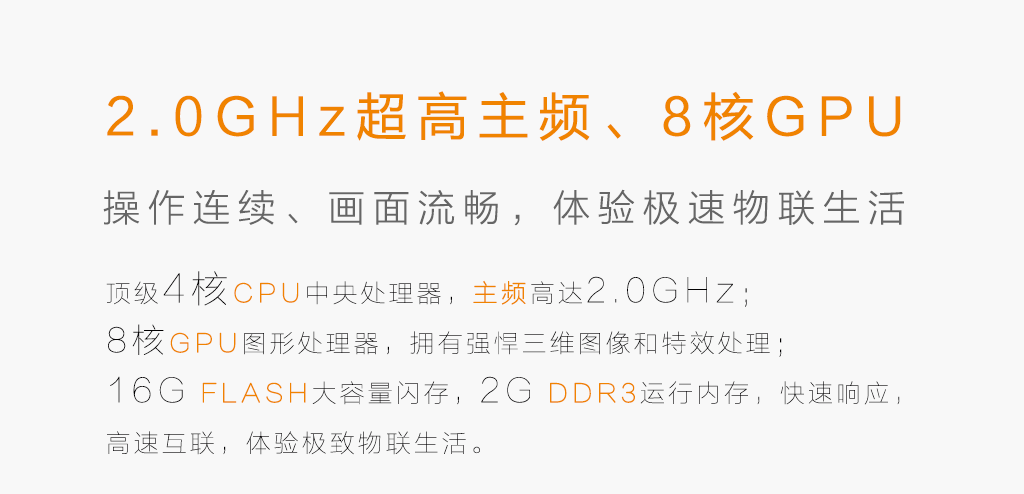 2.0GHz超高主频、8核GPU
操作连续、画面流畅，体验极速物联生活
顶级4核CPU中央处理器，主频高达2.0GHz；
8核GPU图形处理器，拥有强悍三维图像和特效处理；
16G FLASH大容量闪存，2G DDR3运行内存，快速响应，
高速互联，体验极致物联生活。